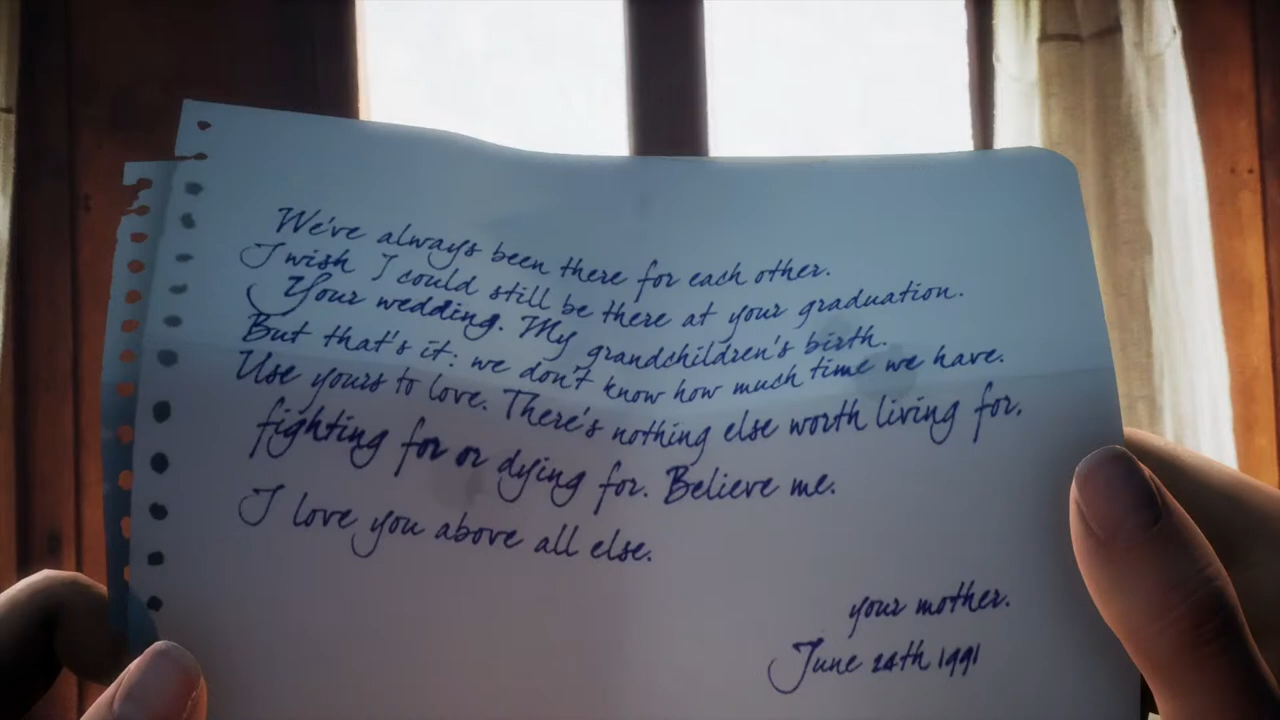 We've always been there for each other.
I wish I could still be there at your graduation.
Your wedding. My grandchildren's birth.
But that's it: we don't know how much time we have.
Use yours to love. There's nothing else worth living for,
fighting for or dying for. Believe me.
I love you above all else.
your mother.
June 24th 1991